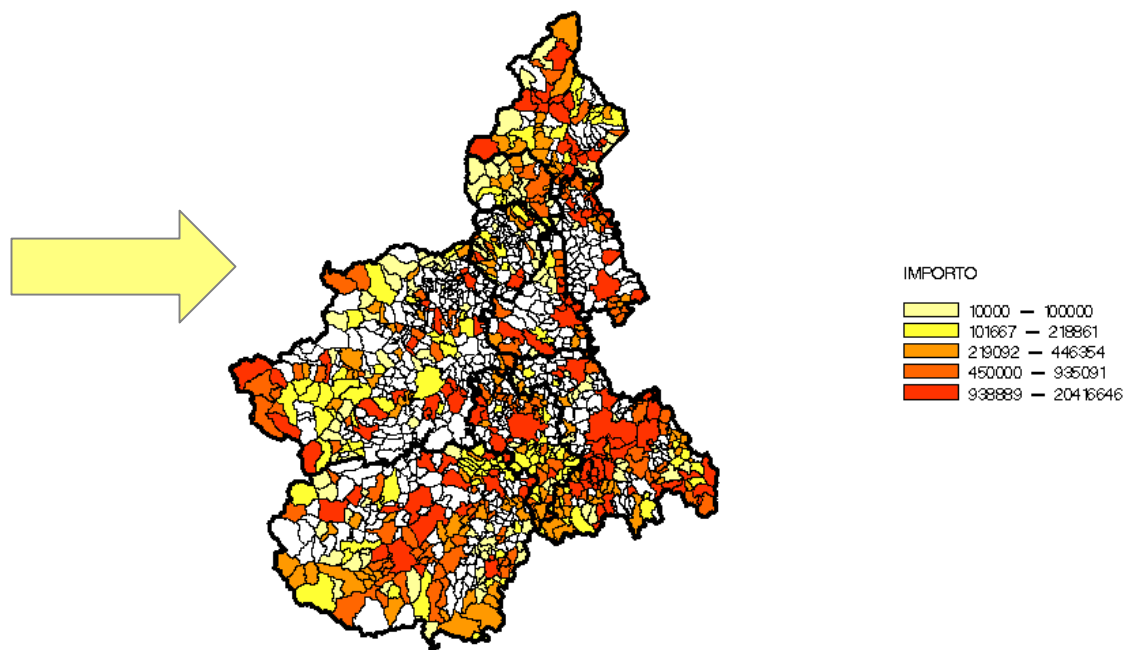 IMPORTO
10000 – 100000
101667 – 218861
219092 – 446354
450000 – 935091
938889 – 20416646